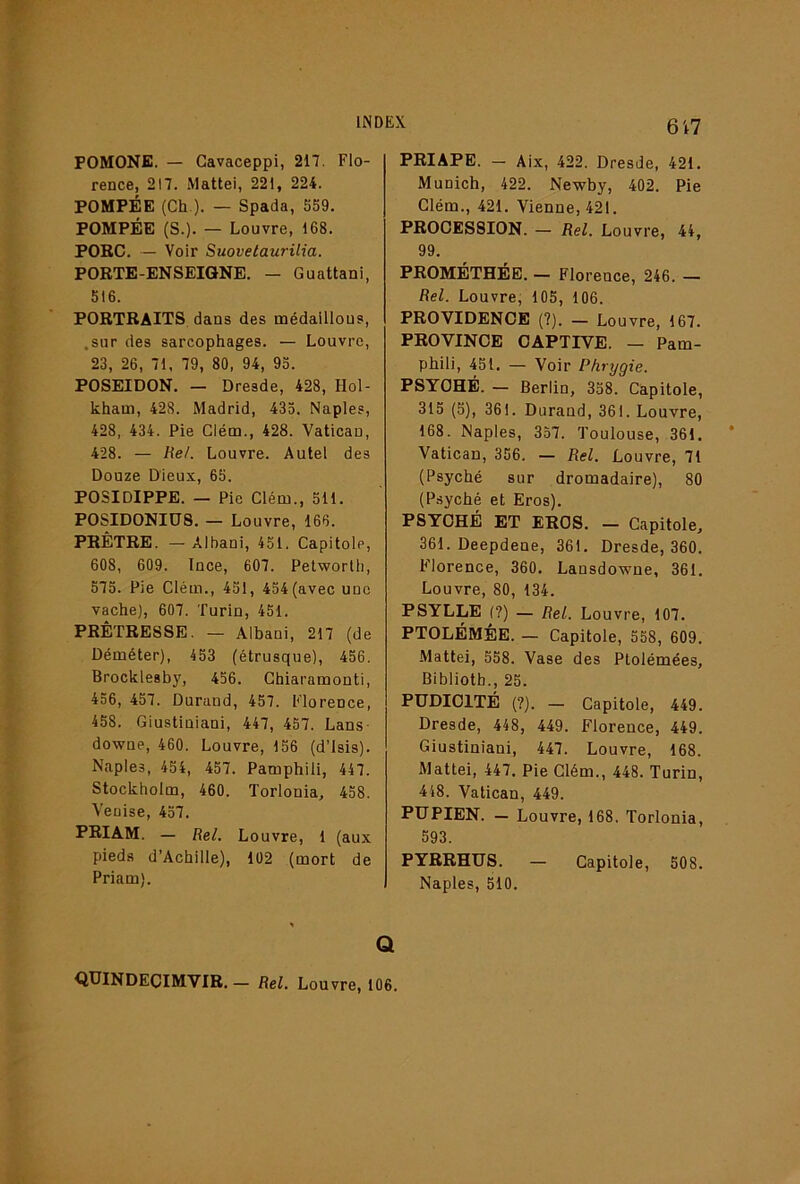 INDEX
647
POMONE. — Cavaceppi, 217. Flo-
rence, 217. Mattei, 221, 224.
POMPÉE (Ch.). — Spada, 559.
POMPÉE (S.). — Louvre, 168.
PORC. — Voir Suovetaurilia.
PORTE-ENSEIGNE. — Guattani,
516.
PORTRAITS dans des médaillons,
sur des sarcophages. — Louvre,
23, 26, 71, 79, 80, 94, 95.
POSEIDON. — Dresde, 428, Hol-
kham, 428. Madrid, 435. Naples,
428, 434. Pie Clém., 428. Vatican,
428. — Rel. Louvre. Autel des
Douze Dieux, 65.
POSIDIPPE. — Pie Clém., 511.
POSIDONIUS. — Louvre, 166.
PRÊTRE. — Albani, 451. Capitole,
608, 609. Ince, 607. Petworth,
575. Pie Clém., 451, 454 (avec une
vache), 607. Turin, 451.
PRÊTRESSE. — Albani, 217 (de
Déméter), 453 (étrusque), 456.
Brocklesby, 456. Chiaramonti,
456, 457. Durand, 457. Florence,
458. Giustiniani, 447, 457. Lans-
downe, 460. Louvre, 156 (d'Isis).
Naples, 454, 457. Pamphili, 447.
Stockholm, 460. Torlonia, 458.
Venise, 457.
PRIAM. — Rel. Louvre, 1 (aux
pieds d'Achille), 102 (mort de
Priam).
PRIAPE. — Aix, 422. Dresde, 421.
Munich, 422. Newby, 402. Pie
Clém., 421. Vienne, 421.
PROCESSION. — Rel. Louvre, 44,
99.
PROMÉTHÉE. — Florence, 246. —
Rel. Louvre, 105, 106.
PROVIDENCE (?). — Louvre, 167.
PROVINCE CAPTIVE. — Pam-
phili, 451. — Voir Phrygie.
PSYCHÉ. — Berlin, 358. Capitole,
315 (5), 361. Durand, 361. Louvre,
168. Naples, 357. Toulouse, 361.
Vatican, 356. — Rel. Louvre, 71
(Psyché sur dromadaire), 80
(Psyché et Eros).
PSYCHÉ ET EROS. — Capitole,
361. Deepdene, 361. Dresde, 360.
Florence, 360. Lansdowne, 361.
Louvre, 80, 134.
PSYLLE (?) — Rel. Louvre, 107.
PTOLÉMÉE. — Capitole, 558, 609.
Mattei, 558. Vase des Ptolémées,
Biblioth., 25.
PUDICITÉ (?). — Capitole, 449.
Dresde, 448, 449. Florence, 449.
Giustiniani, 447. Louvre, 168.
Mattei, 447. Pie Clém., 448. Turin,
448. Vatican, 449.
PUPIEN. — Louvre, 168. Torlonia,
593.
PYRRHUS. — Capitole, 508.
Naples, 510.
Q
QUINDECIMVIR. — Rel. Louvre, 106.